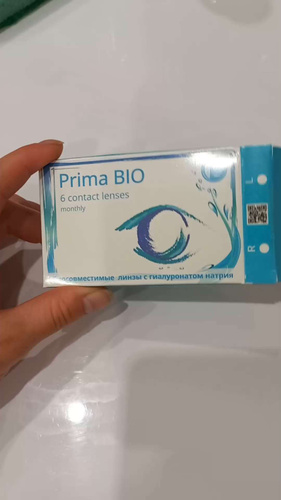 Prima BIO
6 contact lenses
monthly
L
R
линзы с гиалуронатом натрия